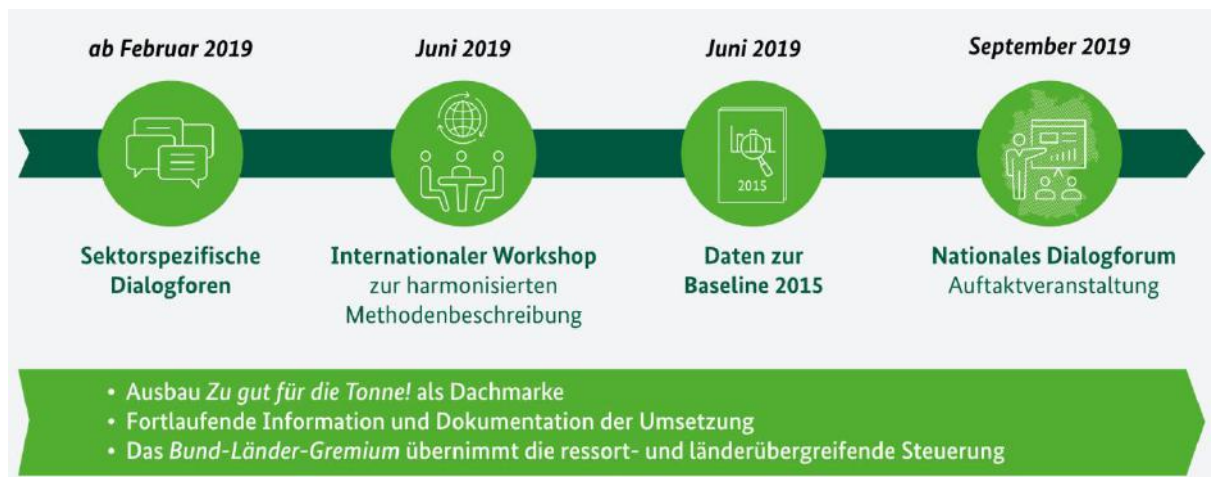 ab Februar 2019
Juni 2019
Juni 2019
September 2019
2015
Sektorspezifische
Dialogforen
Internationaler Workshop
zur harmonisierten
Methodenbeschreibung
Daten zur
Baseline 2015
Nationales Dialogforum
Auftaktveranstaltung
• Ausbau Zu gut für die Tonne! als Dachmarke
• Fortlaufende Information und Dokumentation der Umsetzung
• Das Bund-Länder-Gremium übernimmt die ressort- und länderübergreifende Steuerung